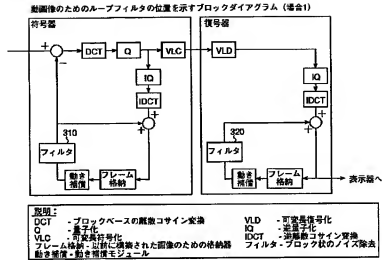 動画像のためのループフィルタの位置を示すブロックダイアグラム（場合1）
符号器
復号器
+
−
DCT
Q
VLC
VLD
IQ
IQ
IDCT
IDCT
+
+
+
+
310
320
フィルタ
フィルタ
動き
補償
フレーム
格納
動き
補償
フレーム
格納
表示器へ
説明：
DCT - ブロックベースの離散コサイン変換
Q - 量子化
VLC - 可変長符号化
フレーム格納 - 以前に構築された画像のための格納器
動き補償 - 動き補償モジュール
VLD - 可変長復号化
IQ - 逆量子化
IDCT - 逆離散コサイン変換
フィルタ - ブロック状のノイズ除去